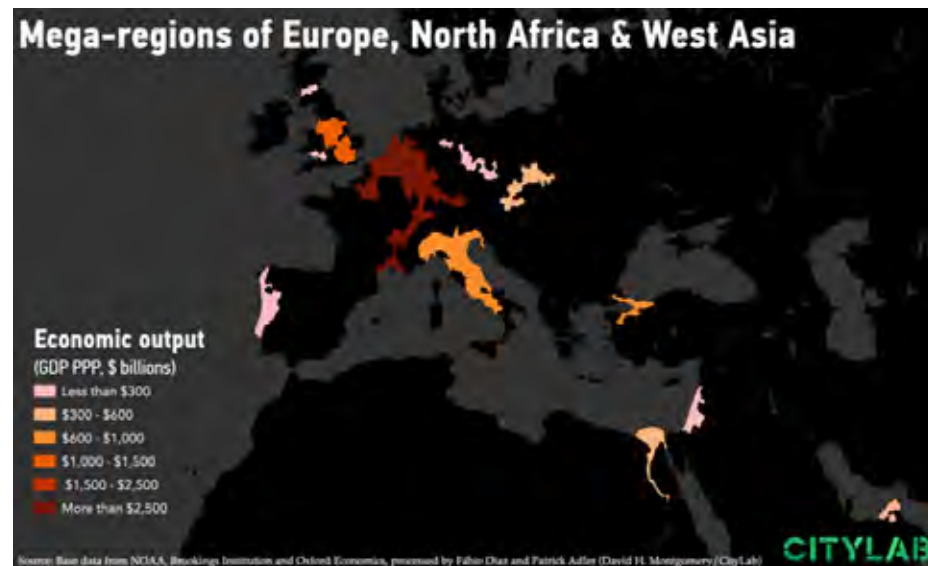 Mega-regions of Europe, North Africa & West Asia
Economic output
(GDP PPP, $ billions)
Less than $300
$300 - $600
$600 - $1,000
$1,000 - $1,500
$1,500 - $2,500
More than $2,500
Source: Base data from NOAA, Brookings Institution and Oxford Economics, processed by Fabio Dias and Patrick Adler (David H. Montgomery/CityLab)
CITYLAB